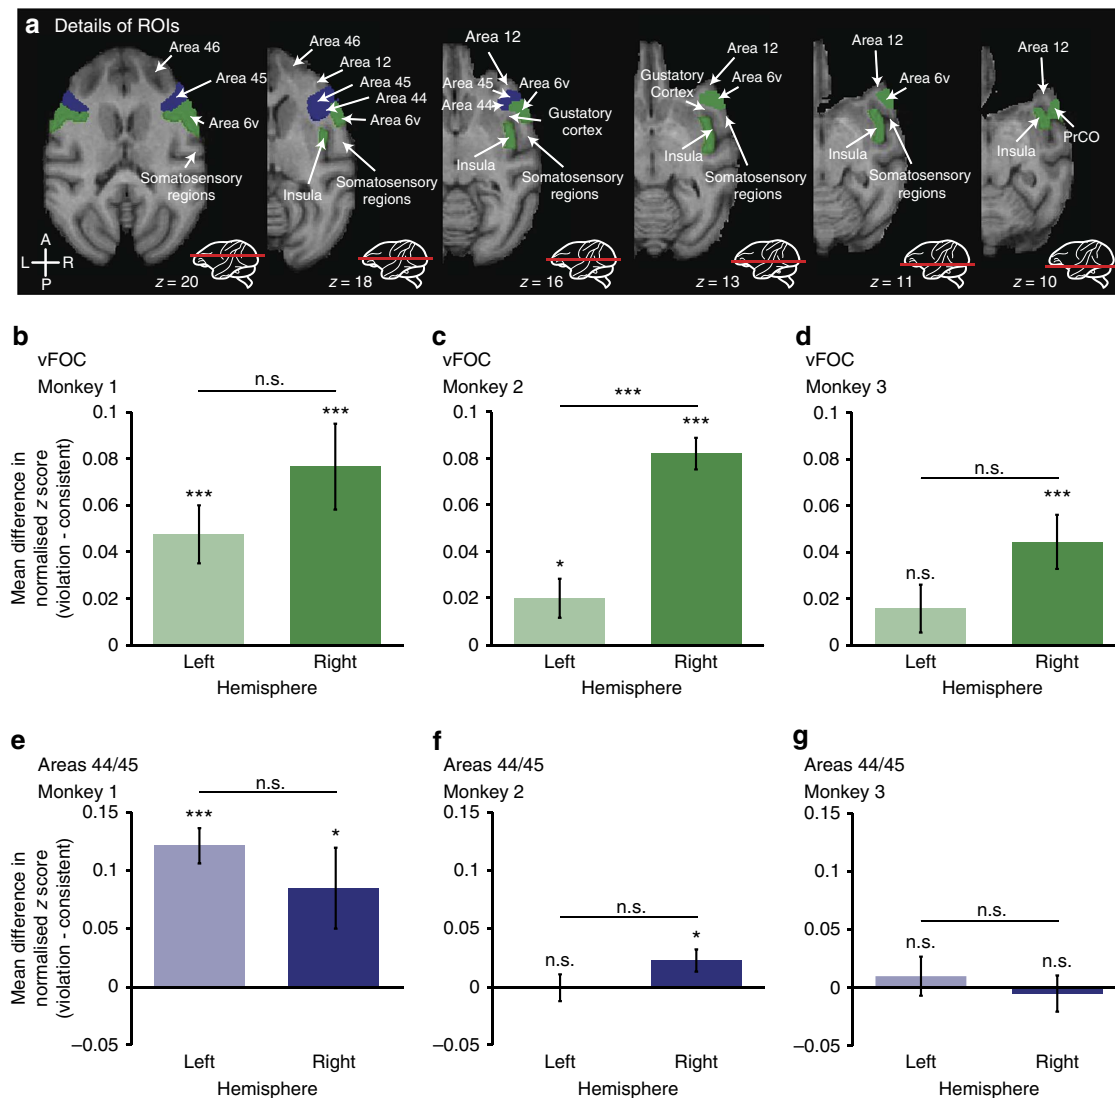 a Details of ROIs
Area 46
Area 45
Area 6v
Somatosensory
regions
A
L R
P
z = 20
Area 46
Area 12
Area 45
Area 44
Area 6v
Insula
Somatosensory
regions
z = 18
Area 12
Area 45
Area 6v
Area 44
Gustatory
cortex
Insula
Somatosensory
regions
z = 16
Area 12
Gustatory
Cortex
Area 6v
Insula
Somatosensory
regions
z = 13
Area 12
Area 6v
Insula
Somatosensory
regions
z = 11
Area 12
Insula
PrCO
z = 10
b
vFOC
Monkey 1
n.s.
***
***
0.1
0.08
0.06
0.04
0.02
0
Mean difference in
normalised z score
(violation - consistent)
Left Right
Hemisphere
c
vFOC
Monkey 2
***
***
*
0.1
0.08
0.06
0.04
0.02
0
Left Right
Hemisphere
d
vFOC
Monkey 3
n.s.
***
n.s.
0.1
0.08
0.06
0.04
0.02
0
Left Right
Hemisphere
e
Areas 44/45
Monkey 1
n.s.
***
*
0.15
0.1
0.05
0
–0.05
Mean difference in
normalised z score
(violation - consistent)
Left Right
Hemisphere
f
Areas 44/45
Monkey 2
n.s.
*
n.s.
0.15
0.1
0.05
0
–0.05
Left Right
Hemisphere
g
Areas 44/45
Monkey 3
n.s.
n.s.
n.s.
0.15
0.1
0.05
0
–0.05
Left Right
Hemisphere